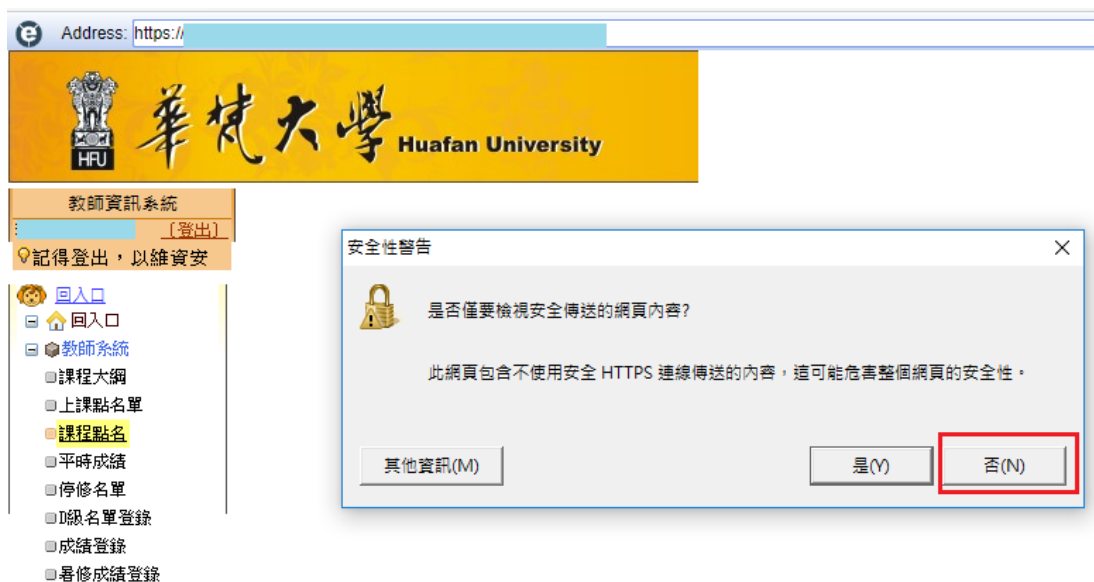 Address: https://
華梵大學 Huafan University
HFU
教師資訊系統
〔登出〕
記得登出，以維資安
回入口
回入口
教師系統
課程大綱
上課點名單
課程點名
平時成績
停修名單
D級名單登錄
成績登錄
暑修成績登錄
安全性警告
是否僅要檢視安全傳送的網頁內容?
此網頁包含不使用安全 HTTPS 連線傳送的內容，這可能危害整個網頁的安全性。
其他資訊(M) 是(Y) 否(N)